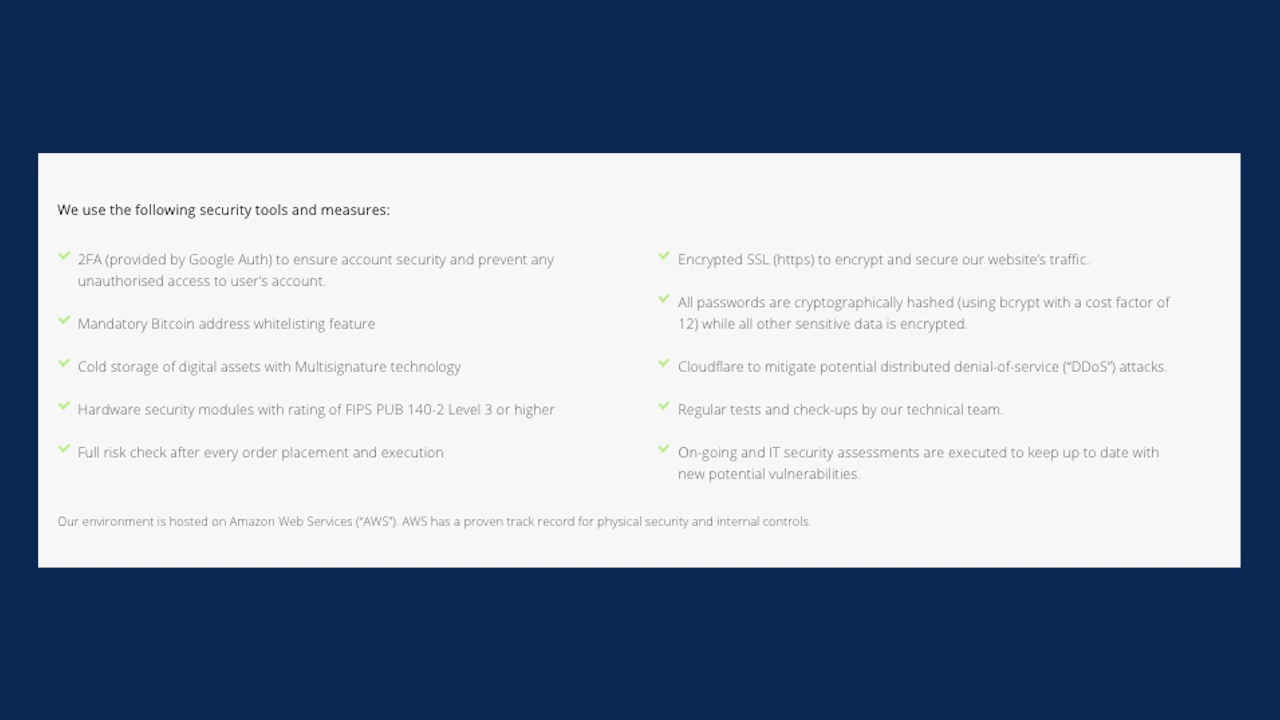 We use the following security tools and measures:
2FA (provided by Google Auth) to ensure account security and prevent any
unauthorised access to user's account.
Mandatory Bitcoin address whitelisting feature
Cold storage of digital assets with Multisignature technology
Hardware security modules with rating of FIPS PUB 140-2 Level 3 or higher
Full risk check after every order placement and execution
Encrypted SSL (https) to encrypt and secure our website's traffic.
All passwords are cryptographically hashed (using bcrypt with a cost factor of
12) while all other sensitive data is encrypted.
Cloudflare to mitigate potential distributed denial-of-service (“DDoS”) attacks.
Regular tests and check-ups by our technical team.
On-going and IT security assessments are executed to keep up to date with
new potential vulnerabilities.
Our environment is hosted on Amazon Web Services (“AWS”). AWS has a proven track record for physical security and internal controls.